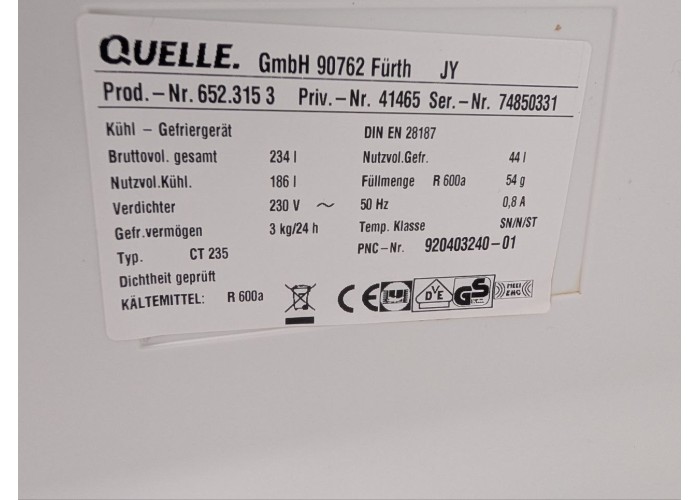 QUELLE. GmbH 90762 Fürth JY
Prod.-Nr. 652.315 3 Priv.-Nr. 41465 Ser.-Nr. 74850331
Kühl - Gefriergerät DIN EN 28187
Bruttovol. gesamt 234 l Nutzvol.Gefr. 44 l
Nutzvol.Kühl. 186 l Füllmenge R 600a 54 g
Verdichter 230 V ~ 50 Hz 0,8 A
Gefr.vermögen 3 kg/24 h Temp. Klasse SN/N/ST
Typ. CT 235 PNC-Nr. 920403240-01
Dichtheit geprüft
KÄLTEMITTEL: R 600a CE DVE GS EMC